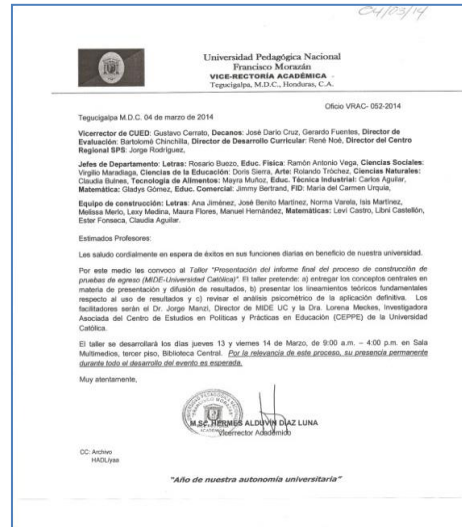 04/03/14
Universidad Pedagógica Nacional
Francisco Morazán
VICE-RECTORÍA ACADÉMICA
Tegucigalpa, M.D.C., Honduras, C.A.
Oficio VRAC- 052-2014
Tegucigalpa M.D.C. 04 de marzo de 2014
Vicerrector de CUED: Gustavo Cerrato, Decanos: José Darío Cruz, Gerardo Fuentes, Director de
Evaluación: Bartolomé Chinchilla, Director de Desarrollo Curricular: René Noé, Director del Centro
Regional SPS: Jorge Rodríguez,
Jefes de Departamento: Letras: Rosario Buezo, Educ. Física: Ramón Antonio Vega, Ciencias Sociales:
Virgilio Maradiaga, Ciencias de la Educación: Doris Sierra, Arte: Rolando Tróchez, Ciencias Naturales:
Claudia Bulnes, Tecnología de Alimentos: Mayra Muñoz, Educ. Técnica Industrial: Carlos Aguilar,
Matemática: Gladys Gómez, Educ. Comercial: Jimmy Bertrand, FID: María del Carmen Urquía,
Equipo de construcción: Letras: Ana Jiménez, José Benito Martínez, Norma Varela, Isis Martínez,
Melissa Merlo, Lexy Medina, Maura Flores, Manuel Hernández, Matemáticas: Levi Castro, Libni Castellón,
Ester Fonseca, Claudia Aguilar.
Estimados Profesores:
Les saludo cordialmente en espera de éxitos en sus funciones diarias en beneficio de nuestra universidad.
Por este medio les convoco al Taller "Presentación del informe final del proceso de construcción de
pruebas de egreso (MIDE-Universidad Católica)". El taller pretende: a) entregar los conceptos centrales en
materia de presentación y difusión de resultados, b) presentar los lineamientos teóricos fundamentales
respecto al uso de resultados y c) revisar el análisis psicométrico de la aplicación definitiva. Los
facilitadores serán el Dr. Jorge Manzi, Director de MIDE UC y la Dra. Lorena Meckes, Investigadora
Asociada del Centro de Estudios en Políticas y Prácticas en Educación (CEPPE) de la Universidad
Católica.
El taller se desarrollará los días jueves 13 y viernes 14 de Marzo, de 9:00 a.m. – 4:00 p.m. en Sala
Multimedios, tercer piso, Biblioteca Central. Por la relevancia de este proceso, su presencia permanente
durante todo el desarrollo del evento es esperada.
Muy atentamente,
M.Sc. HERMES ALDUVÍN DÍAZ LUNA
Vicerrector Académico
CC: Archivo
HADL/yas
"Año de nuestra autonomía universitaria"